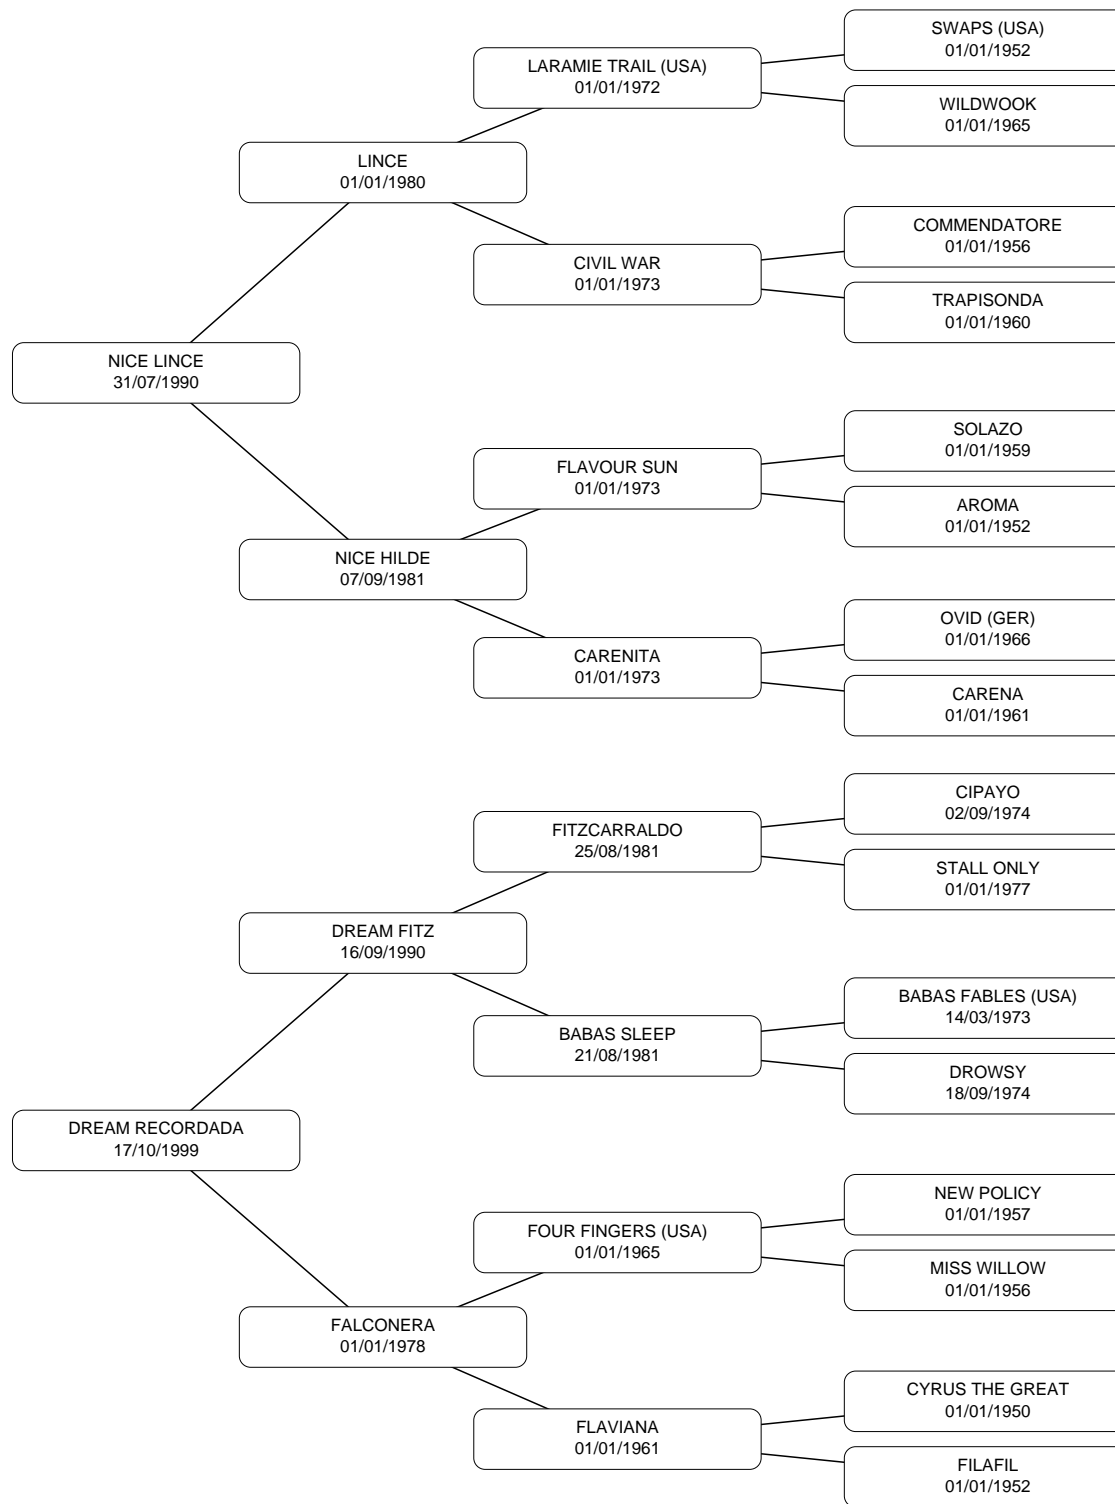 SWAPS (USA)
01/01/1952
LARAMIE TRAIL (USA)
01/01/1972
WILDWOOK
01/01/1965
LINCE
01/01/1980
COMMENDATORE
01/01/1956
CIVIL WAR
01/01/1973
TRAPISONDA
01/01/1960
NICE LINCE
31/07/1990
SOLAZO
01/01/1959
FLAVOUR SUN
01/01/1973
AROMA
01/01/1952
NICE HILDE
07/09/1981
OVID (GER)
01/01/1966
CARENITA
01/01/1973
CARENA
01/01/1961
CIPAYO
02/09/1974
FITZCARRALDO
25/08/1981
STALL ONLY
01/01/1977
DREAM FITZ
16/09/1990
BABAS FABLES (USA)
14/03/1973
BABAS SLEEP
21/08/1981
DROWSY
18/09/1974
DREAM RECORDADA
17/10/1999
NEW POLICY
01/01/1957
FOUR FINGERS (USA)
01/01/1965
MISS WILLOW
01/01/1956
FALCONERA
01/01/1978
CYRUS THE GREAT
01/01/1950
FLAVIANA
01/01/1961
FILAFIL
01/01/1952